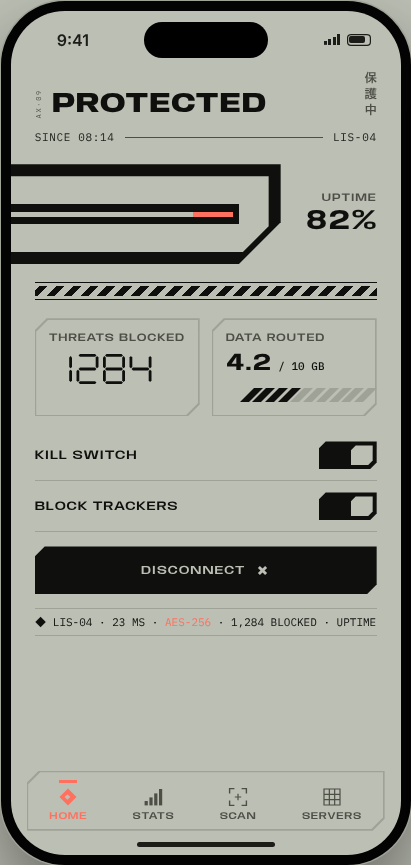 9:41
AX-09
PROTECTED
保護中
SINCE 08:14
LIS-04
UPTIME
82%
THREATS BLOCKED
1284
DATA ROUTED
4.2 / 10 GB
KILL SWITCH
BLOCK TRACKERS
DISCONNECT
LIS-04 · 23 MS · AES-256 · 1,284 BLOCKED · UPTIME
HOME
STATS
SCAN
SERVERS